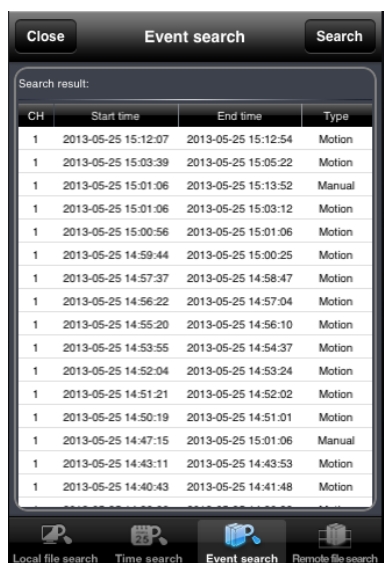 Close Event search Search
Search result:
CH Start time End time Type
1 2013-05-25 15:12:07 2013-05-25 15:12:54 Motion
1 2013-05-25 15:03:39 2013-05-25 15:05:22 Motion
1 2013-05-25 15:01:06 2013-05-25 15:13:52 Manual
1 2013-05-25 15:01:06 2013-05-25 15:03:12 Motion
1 2013-05-25 15:00:56 2013-05-25 15:01:06 Motion
1 2013-05-25 14:59:44 2013-05-25 15:00:25 Motion
1 2013-05-25 14:57:37 2013-05-25 14:58:47 Motion
1 2013-05-25 14:56:22 2013-05-25 14:57:04 Motion
1 2013-05-25 14:55:20 2013-05-25 14:56:10 Motion
1 2013-05-25 14:53:55 2013-05-25 14:54:37 Motion
1 2013-05-25 14:52:04 2013-05-25 14:53:24 Motion
1 2013-05-25 14:51:21 2013-05-25 14:52:02 Motion
1 2013-05-25 14:50:19 2013-05-25 14:51:01 Motion
1 2013-05-25 14:47:15 2013-05-25 15:01:06 Manual
1 2013-05-25 14:43:11 2013-05-25 14:43:53 Motion
1 2013-05-25 14:40:43 2013-05-25 14:41:48 Motion
25
Local file search Time search Event search Remote file search